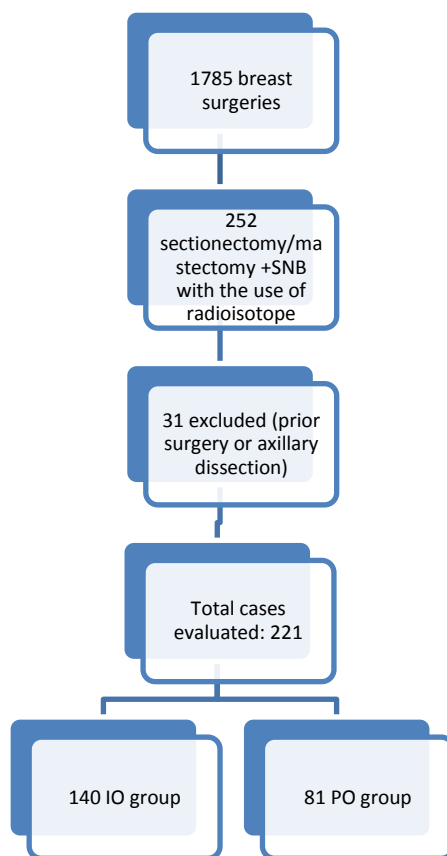 1785 breast
surgeries
252
sectionectomy/ma
stectomy +SNB
with the use of
radioisotope
31 excluded (prior
surgery or axillary
dissection)
Total cases
evaluated: 221
140 IO group
81 PO group